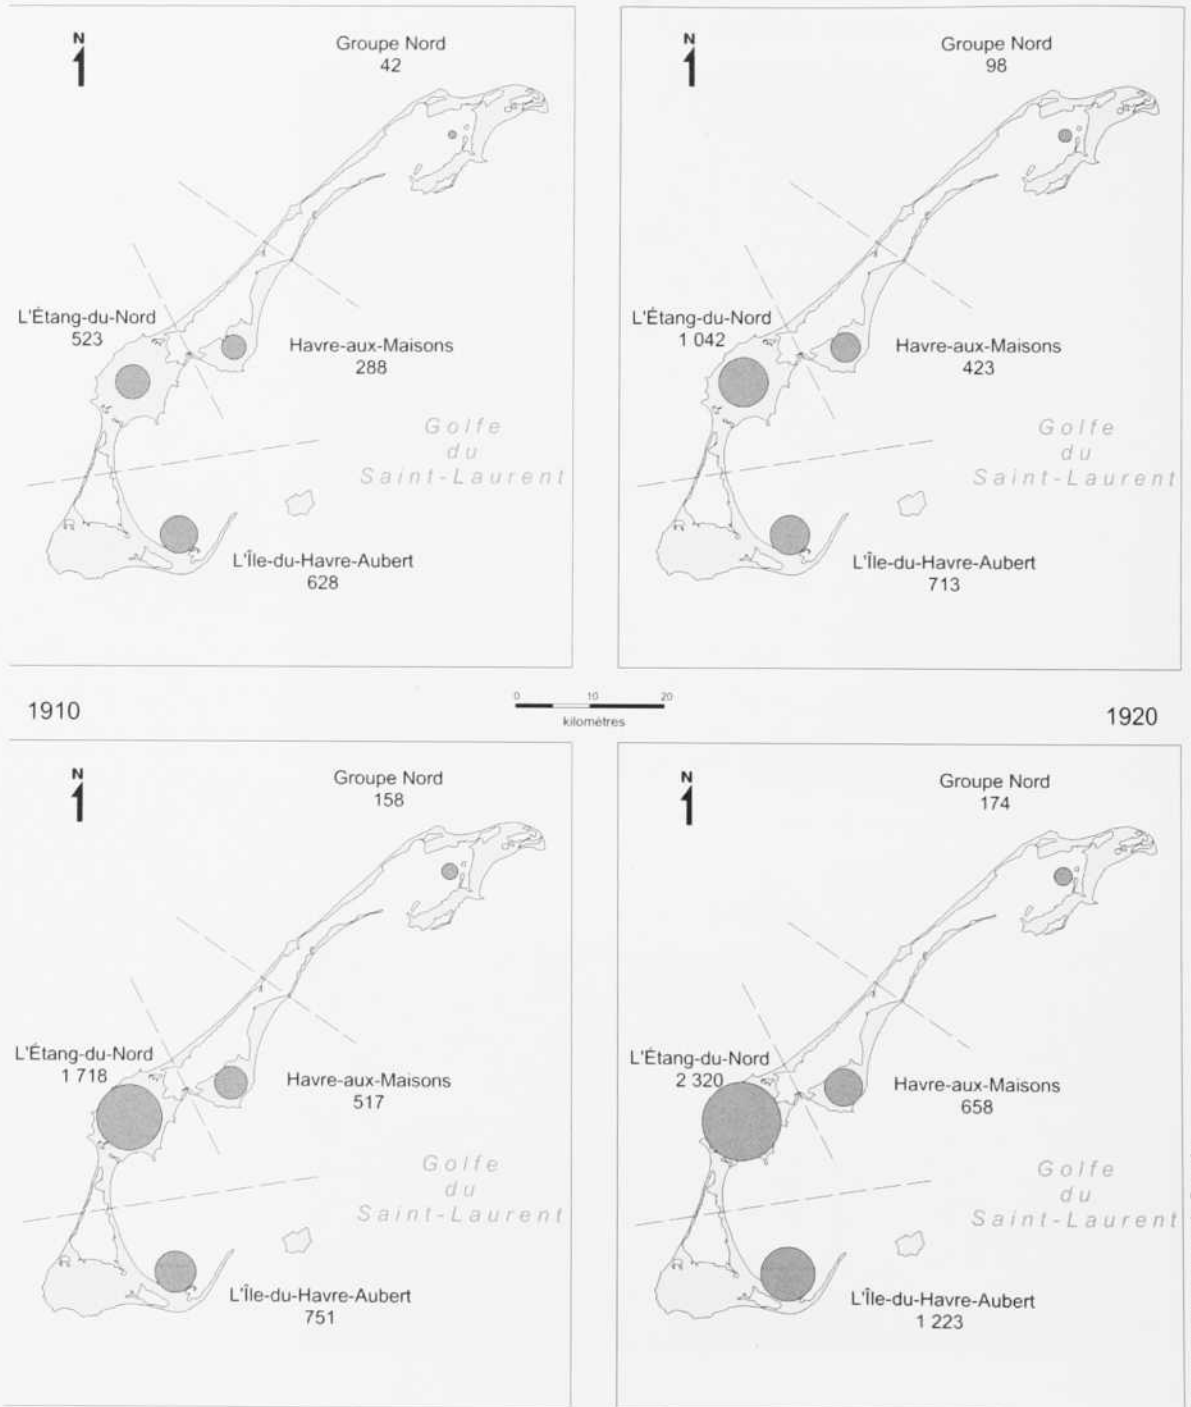 N
Groupe Nord
42
L'Étang-du-Nord
523
Havre-aux-Maisons
288
Golfe
du
Saint-Laurent
L'Île-du-Havre-Aubert
628
N
Groupe Nord
98
L'Étang-du-Nord
1 042
Havre-aux-Maisons
423
Golfe
du
Saint-Laurent
L'Île-du-Havre-Aubert
713
1910
0 10 20
kilomètres
1920
N
Groupe Nord
158
L'Étang-du-Nord
1 718
Havre-aux-Maisons
517
Golfe
du
Saint-Laurent
L'Île-du-Havre-Aubert
751
N
Groupe Nord
174
L'Étang-du-Nord
2 320
Havre-aux-Maisons
658
Golfe
du
Saint-Laurent
L'Île-du-Havre-Aubert
1 223